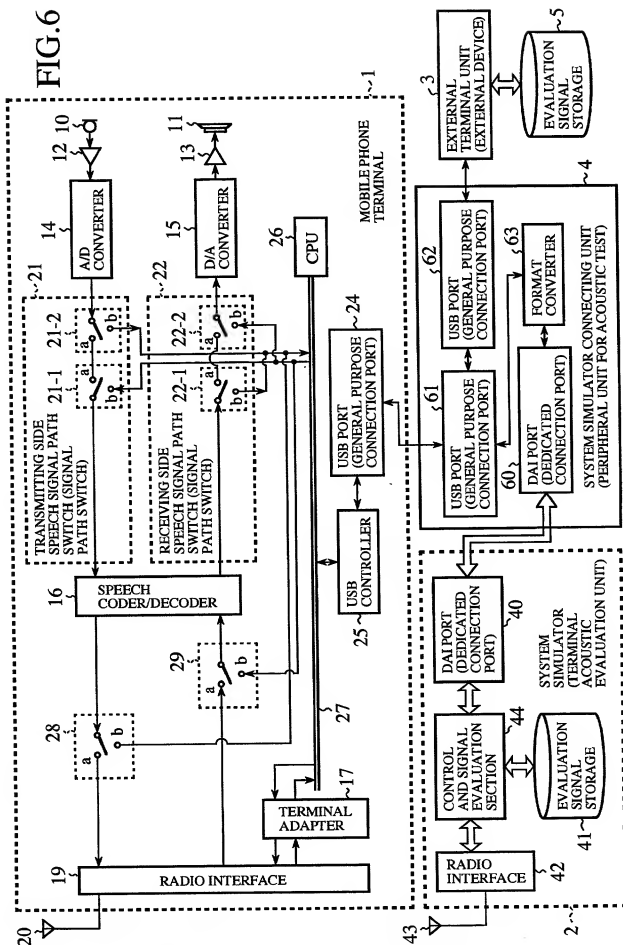 FIG.6
1
MOBILE PHONE
TERMINAL
10
12
11
13
14
A/D
CONVERTER
15
D/A
CONVERTER
21
21-2
a
b
21-1
a
b
TRANSMITTING SIDE
SPEECH SIGNAL PATH
SWITCH (SIGNAL
PATH SWITCH)
22
22-2
a
b
22-1
a
b
RECEIVING SIDE
SPEECH SIGNAL PATH
SWITCH (SIGNAL
PATH SWITCH)
26
CPU
24
USB PORT
(GENERAL PURPOSE
CONNECTION PORT)
16
SPEECH
CODER/DECODER
USB
CONTROLLER
25
28
a
b
29
a
b
27
17
TERMINAL
ADAPTER
19
RADIO INTERFACE
20
3
EXTERNAL
TERMINAL UNIT
(EXTERNAL DEVICE)
5
EVALUATION
SIGNAL
STORAGE
4
62
USB PORT
(GENERAL PURPOSE
CONNECTION PORT)
63
FORMAT
CONVERTER
61
USB PORT
(GENERAL PURPOSE
CONNECTION PORT)
60
DAI PORT
(DEDICATED
CONNECTION PORT)
SYSTEM SIMULATOR CONNECTING UNIT
(PERIPHERAL UNIT FOR ACOUSTIC TEST)
DAI PORT
(DEDICATED
CONNECTION
PORT)
40
SYSTEM
SIMULATOR
(TERMINAL
ACOUSTIC
EVALUATION UNIT)
CONTROL
AND SIGNAL
EVALUATION
SECTION
44
EVALUATION
SIGNAL
STORAGE
41
RADIO
INTERFACE
42
43
2